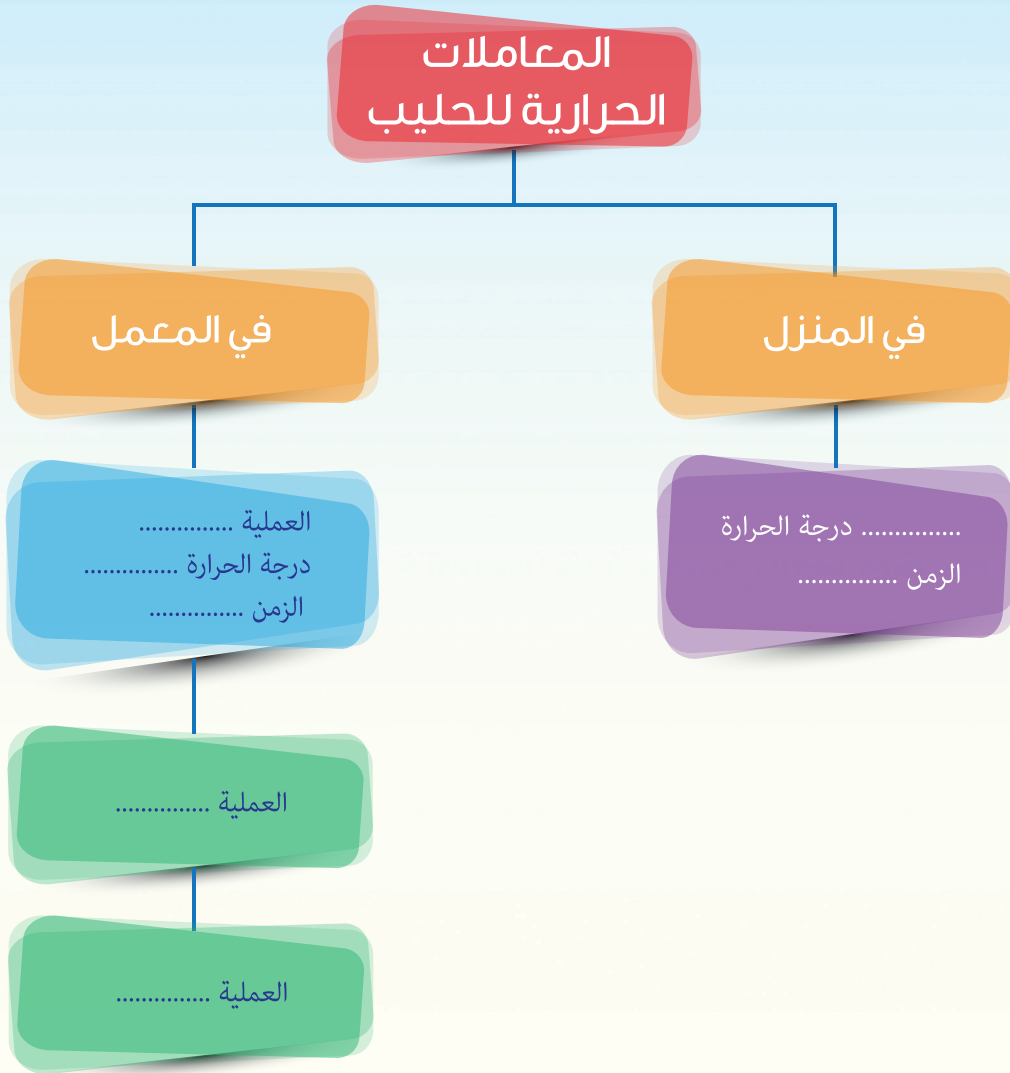 المعاملات
الحرارية للحليب
في المنزل
في المعمل
............... درجة الحرارة
الزمن ...............
العملية ...............
درجة الحرارة ...............
الزمن ...............
العملية ...............
العملية ...............